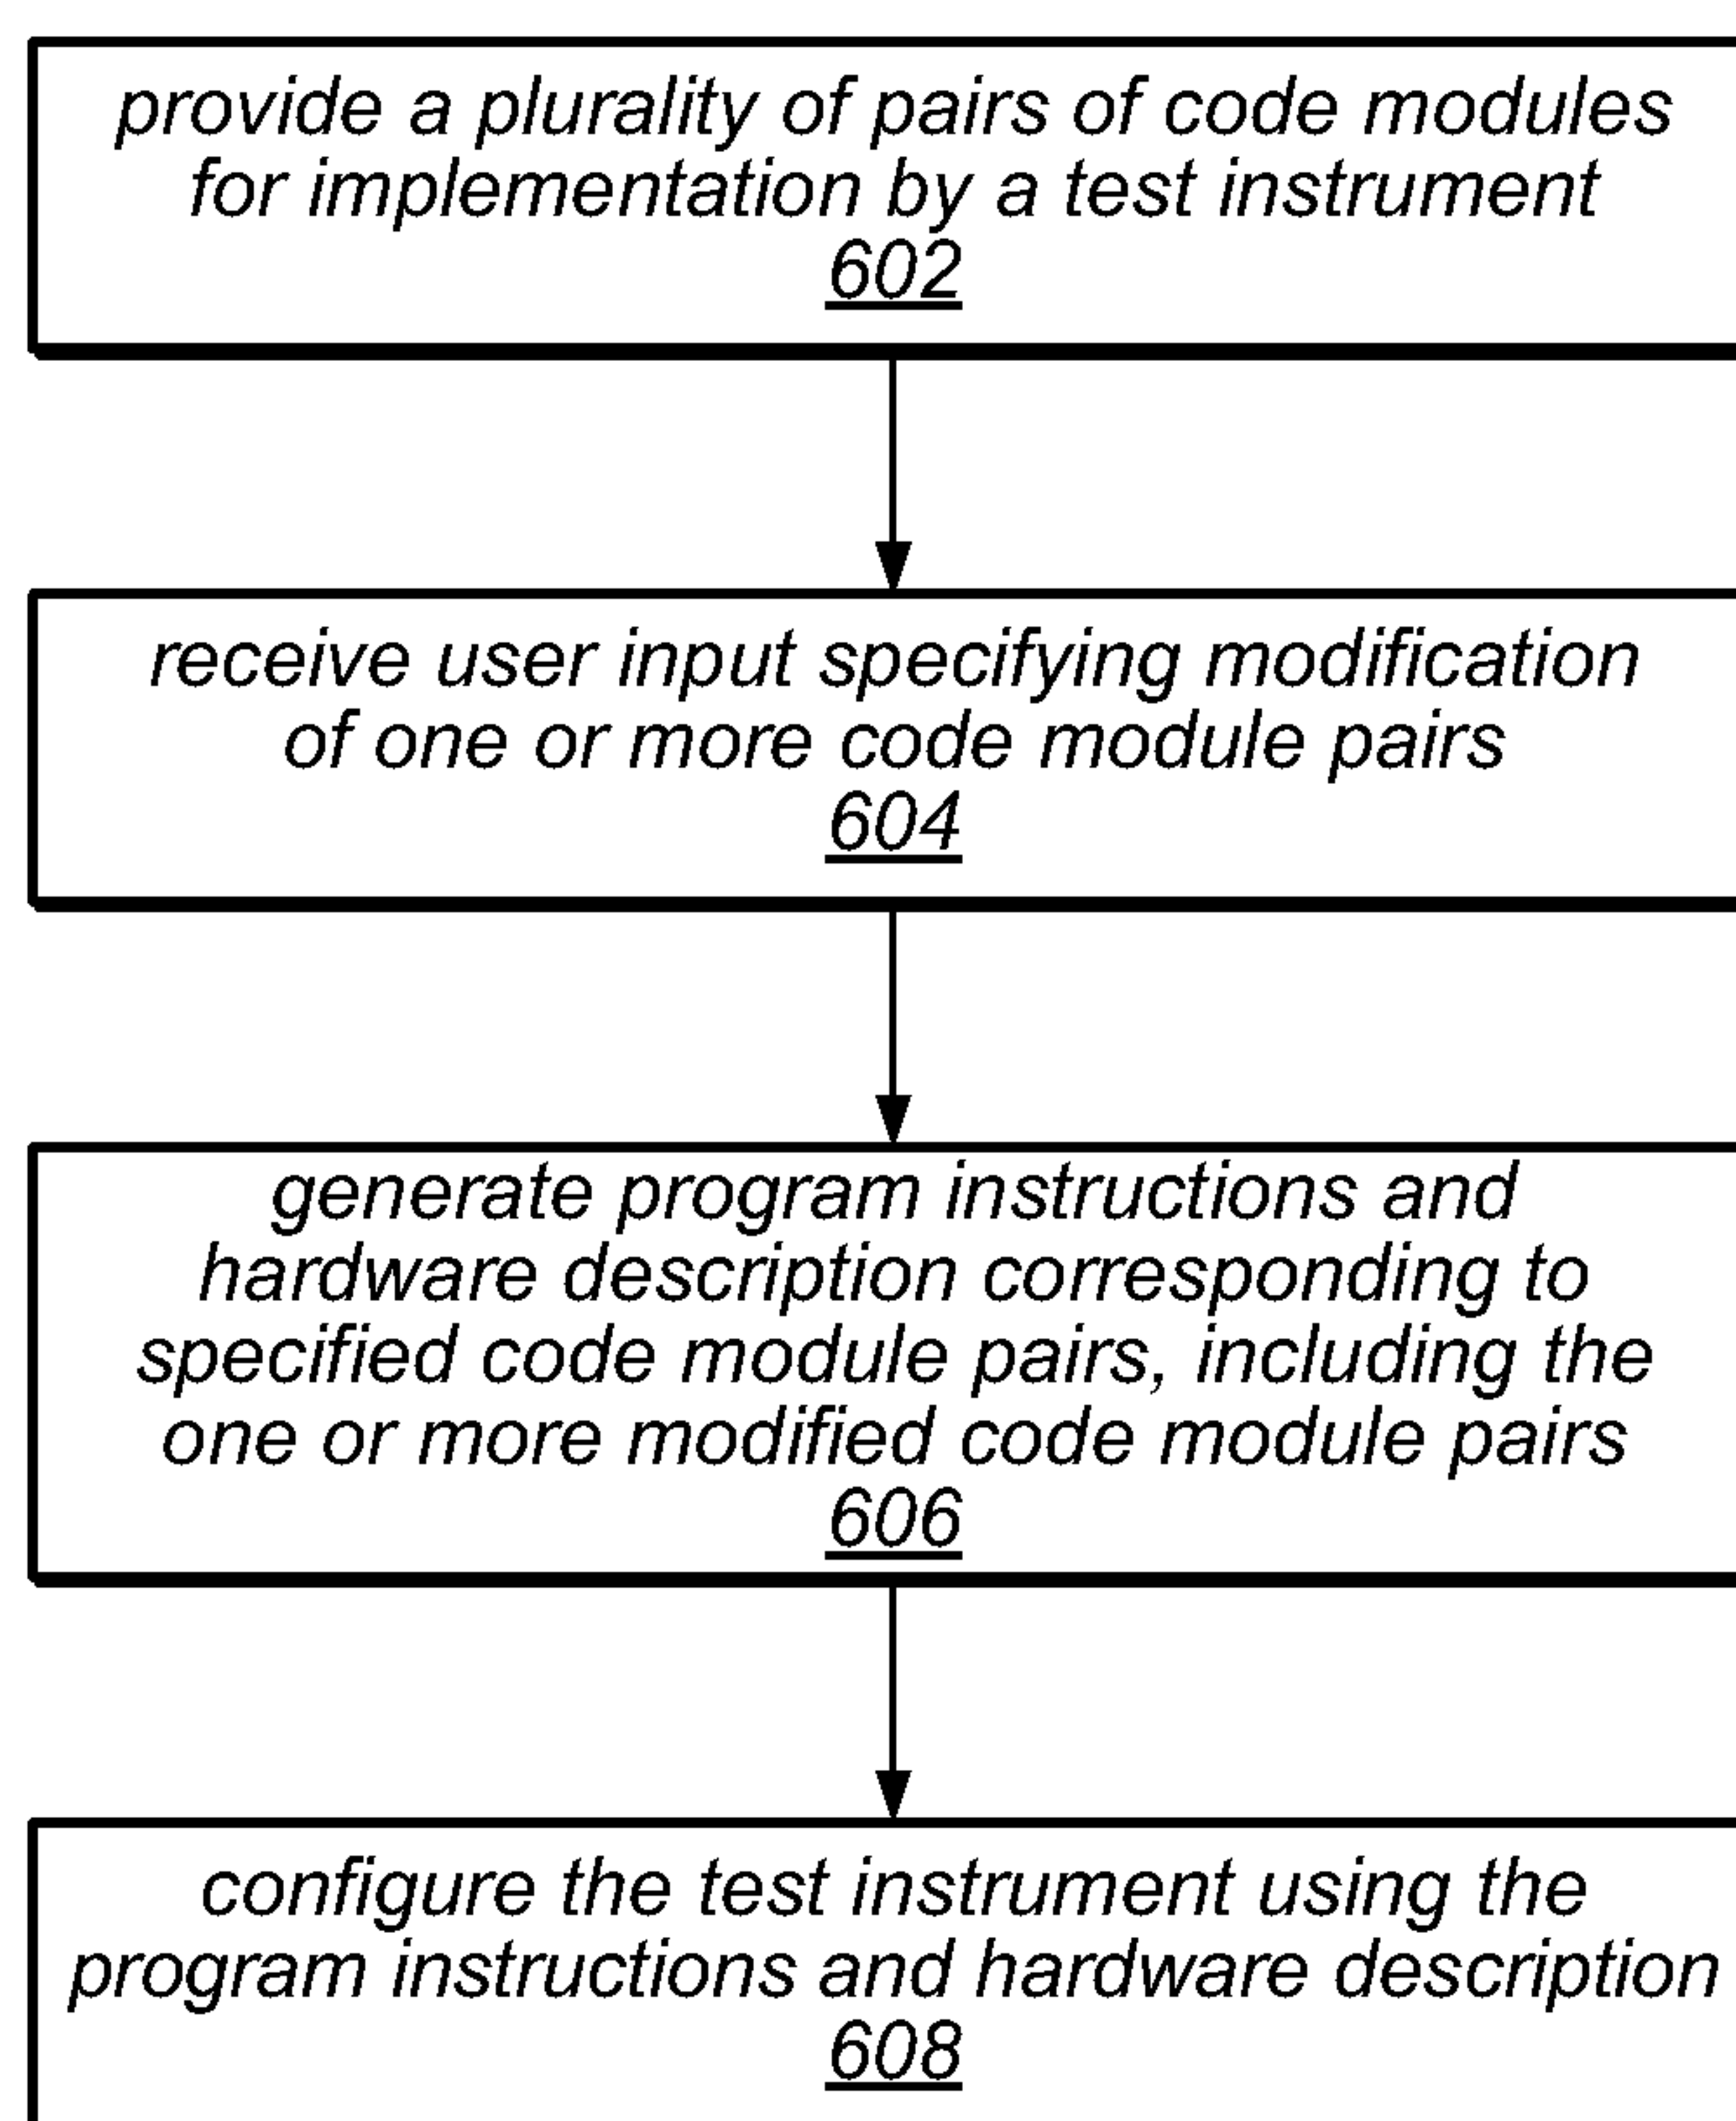 provide a plurality of pairs of code modules
for implementation by a test instrument
602
receive user input specifying modification
of one or more code module pairs
604
generate program instructions and
hardware description corresponding to
specified code module pairs, including the
one or more modified code module pairs
606
configure the test instrument using the
program instructions and hardware description
608